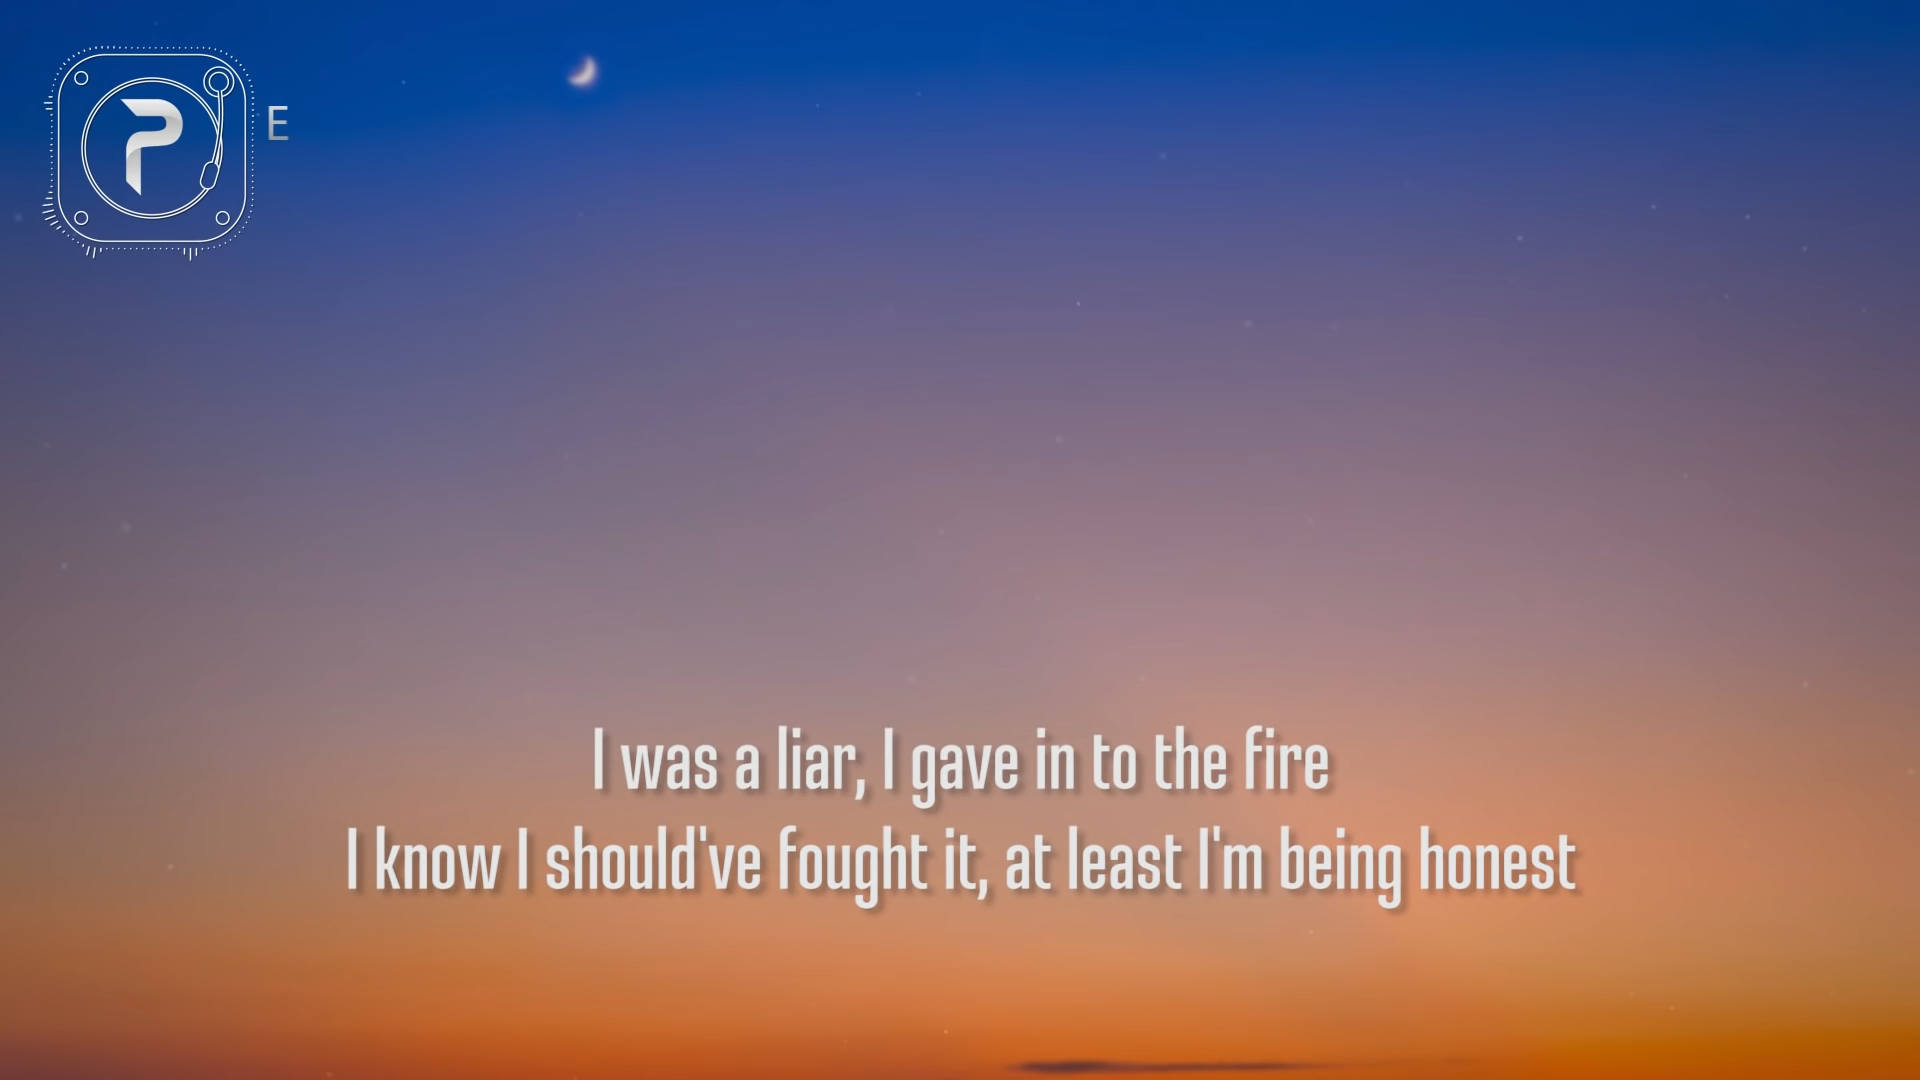 P E
I was a liar, I gave in to the fire
I know I should've fought it, at least I'm being honest